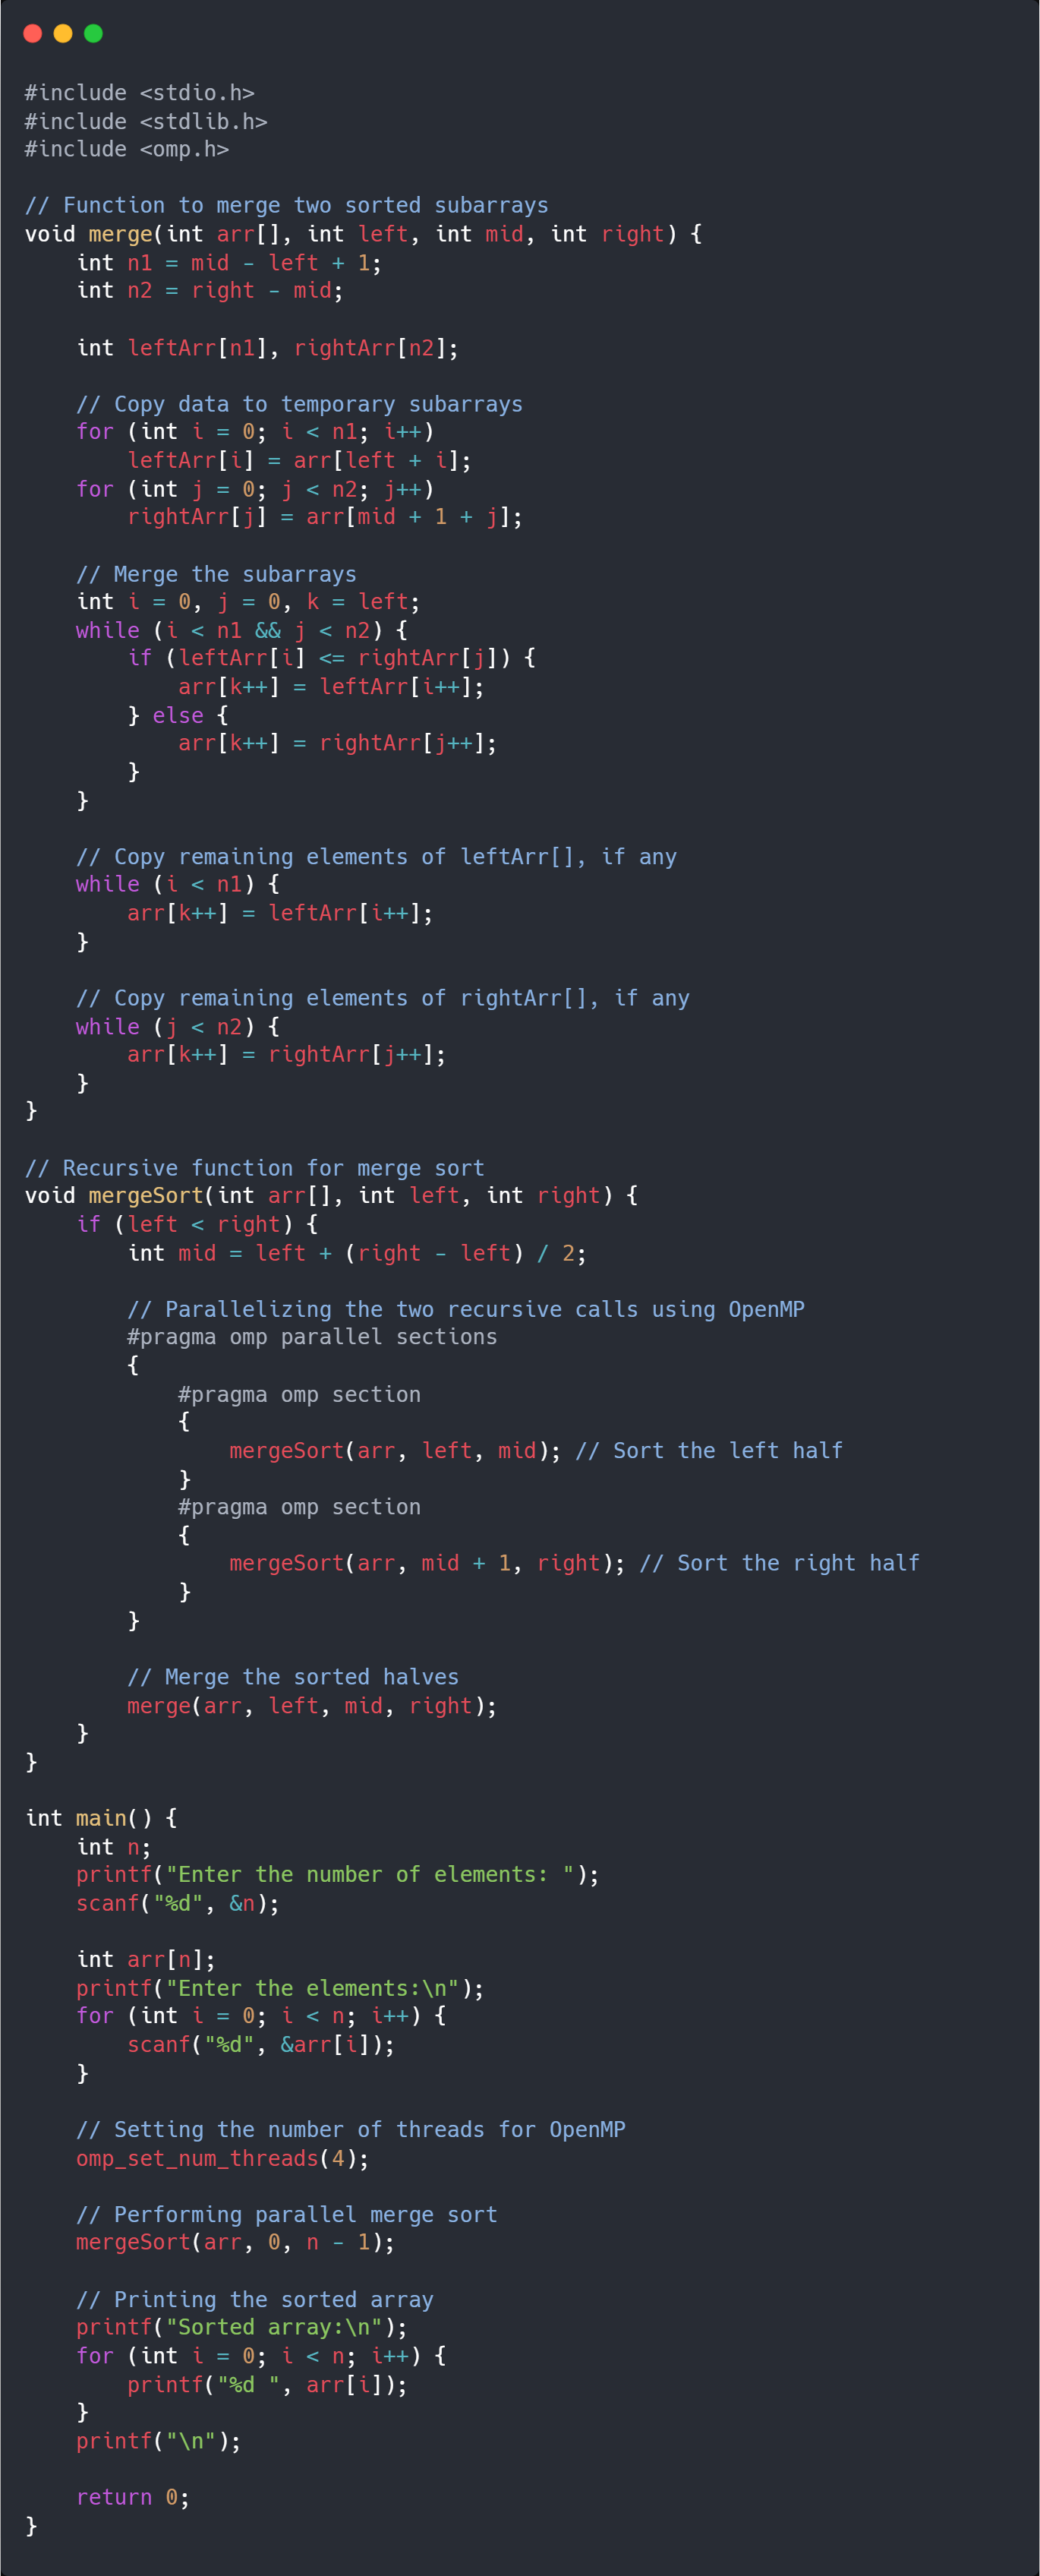 #include <stdio.h>
#include <stdlib.h>
#include <omp.h>

// Function to merge two sorted subarrays
void merge(int arr[], int left, int mid, int right) {
    int n1 = mid - left + 1;
    int n2 = right - mid;

    int leftArr[n1], rightArr[n2];

    // Copy data to temporary subarrays
    for (int i = 0; i < n1; i++)
        leftArr[i] = arr[left + i];
    for (int j = 0; j < n2; j++)
        rightArr[j] = arr[mid + 1 + j];

    // Merge the subarrays
    int i = 0, j = 0, k = left;
    while (i < n1 && j < n2) {
        if (leftArr[i] <= rightArr[j]) {
            arr[k++] = leftArr[i++];
        } else {
            arr[k++] = rightArr[j++];
        }
    }

    // Copy remaining elements of leftArr[], if any
    while (i < n1) {
        arr[k++] = leftArr[i++];
    }

    // Copy remaining elements of rightArr[], if any
    while (j < n2) {
        arr[k++] = rightArr[j++];
    }
}

// Recursive function for merge sort
void mergeSort(int arr[], int left, int right) {
    if (left < right) {
        int mid = left + (right - left) / 2;

        // Parallelizing the two recursive calls using OpenMP
        #pragma omp parallel sections
        {
            #pragma omp section
            {
                mergeSort(arr, left, mid); // Sort the left half
            }
            #pragma omp section
            {
                mergeSort(arr, mid + 1, right); // Sort the right half
            }
        }

        // Merge the sorted halves
        merge(arr, left, mid, right);
    }
}

int main() {
    int n;
    printf("Enter the number of elements: ");
    scanf("%d", &n);

    int arr[n];
    printf("Enter the elements:\n");
    for (int i = 0; i < n; i++) {
        scanf("%d", &arr[i]);
    }

    // Setting the number of threads for OpenMP
    omp_set_num_threads(4);

    // Performing parallel merge sort
    mergeSort(arr, 0, n - 1);

    // Printing the sorted array
    printf("Sorted array:\n");
    for (int i = 0; i < n; i++) {
        printf("%d ", arr[i]);
    }
    printf("\n");

    return 0;
}